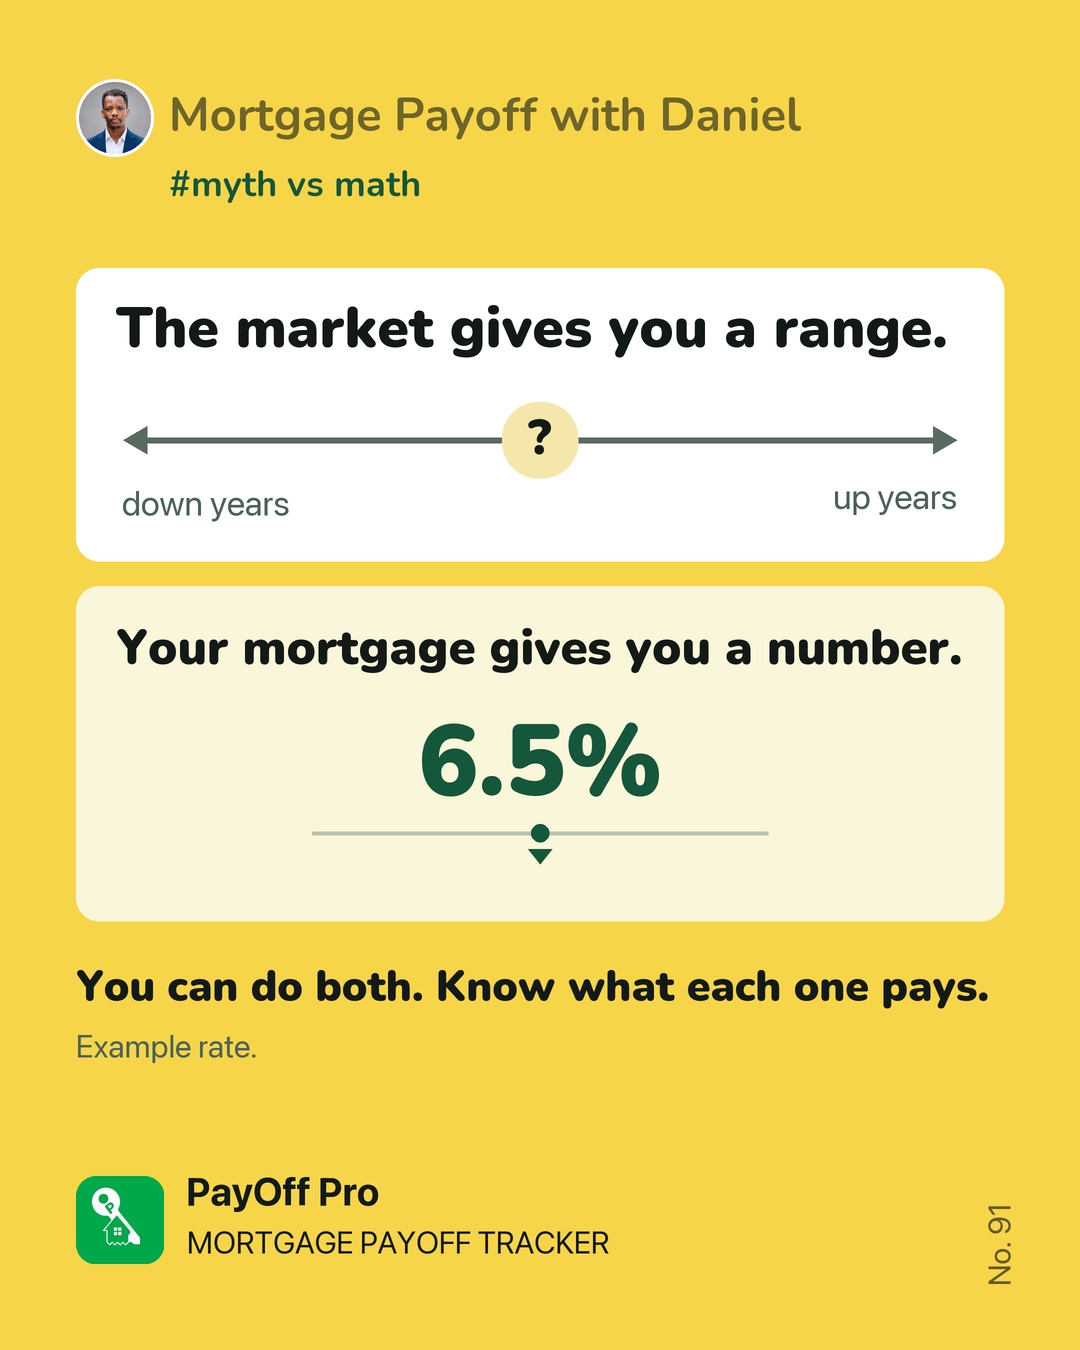 Mortgage Payoff with Daniel
#myth vs math
The market gives you a range.
?
down years
up years
Your mortgage gives you a number.
6.5%
You can do both. Know what each one pays.
Example rate.
PayOff Pro
MORTGAGE PAYOFF TRACKER
No. 91